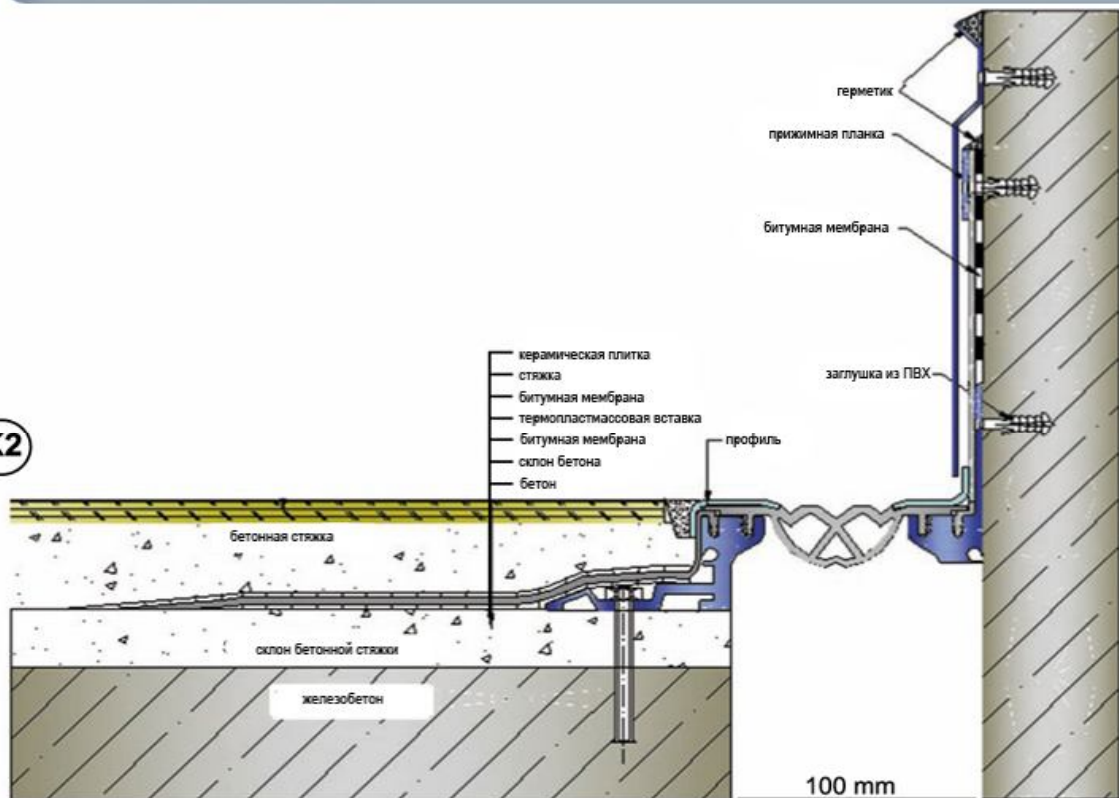 герметик
прижимная планка
битумная мембрана
керамическая плитка
стяжка
битумная мембрана
термопластмассовая вставка
битумная мембрана
склон бетона
бетон
заглушка из ПВХ
профиль
бетонная стяжка
склон бетонной стяжки
железобетон
100 mm